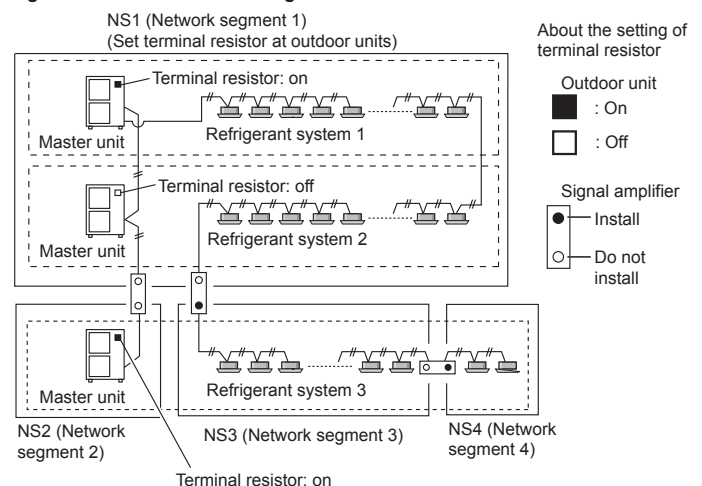 NS1 (Network segment 1)
(Set terminal resistor at outdoor units)
Terminal resistor: on
Master unit
Refrigerant system 1
Terminal resistor: off
Master unit
Refrigerant system 2
Master unit
Refrigerant system 3
NS2 (Network
segment 2)
NS3 (Network segment 3)
NS4 (Network
segment 4)
Terminal resistor: on
About the setting of
terminal resistor
Outdoor unit
: On
: Off
Signal amplifier
Install
Do not
install